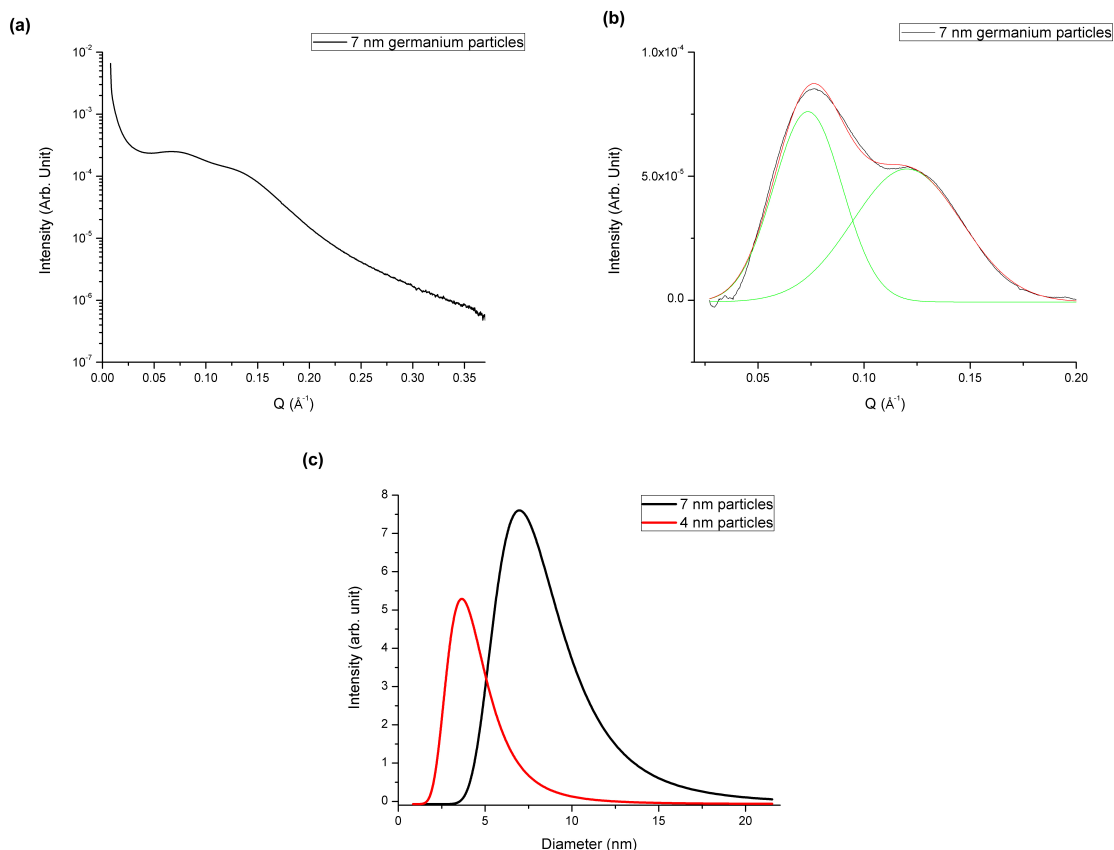 (a)
7 nm germanium particles
10⁻²
10⁻³
10⁻⁴
10⁻⁵
10⁻⁶
10⁻⁷
Intensity (Arb. Unit)
0.00 0.05 0.10 0.15 0.20 0.25 0.30 0.35
Q (Å⁻¹)
(b)
7 nm germanium particles
1.0x10⁻⁴
5.0x10⁻⁵
0.0
Intensity (Arb. Unit)
0.05 0.10 0.15 0.20
Q (Å⁻¹)
(c)
7 nm particles
4 nm particles
8
7
6
5
4
3
2
1
0
Intensity (arb. unit)
0 5 10 15 20
Diameter (nm)